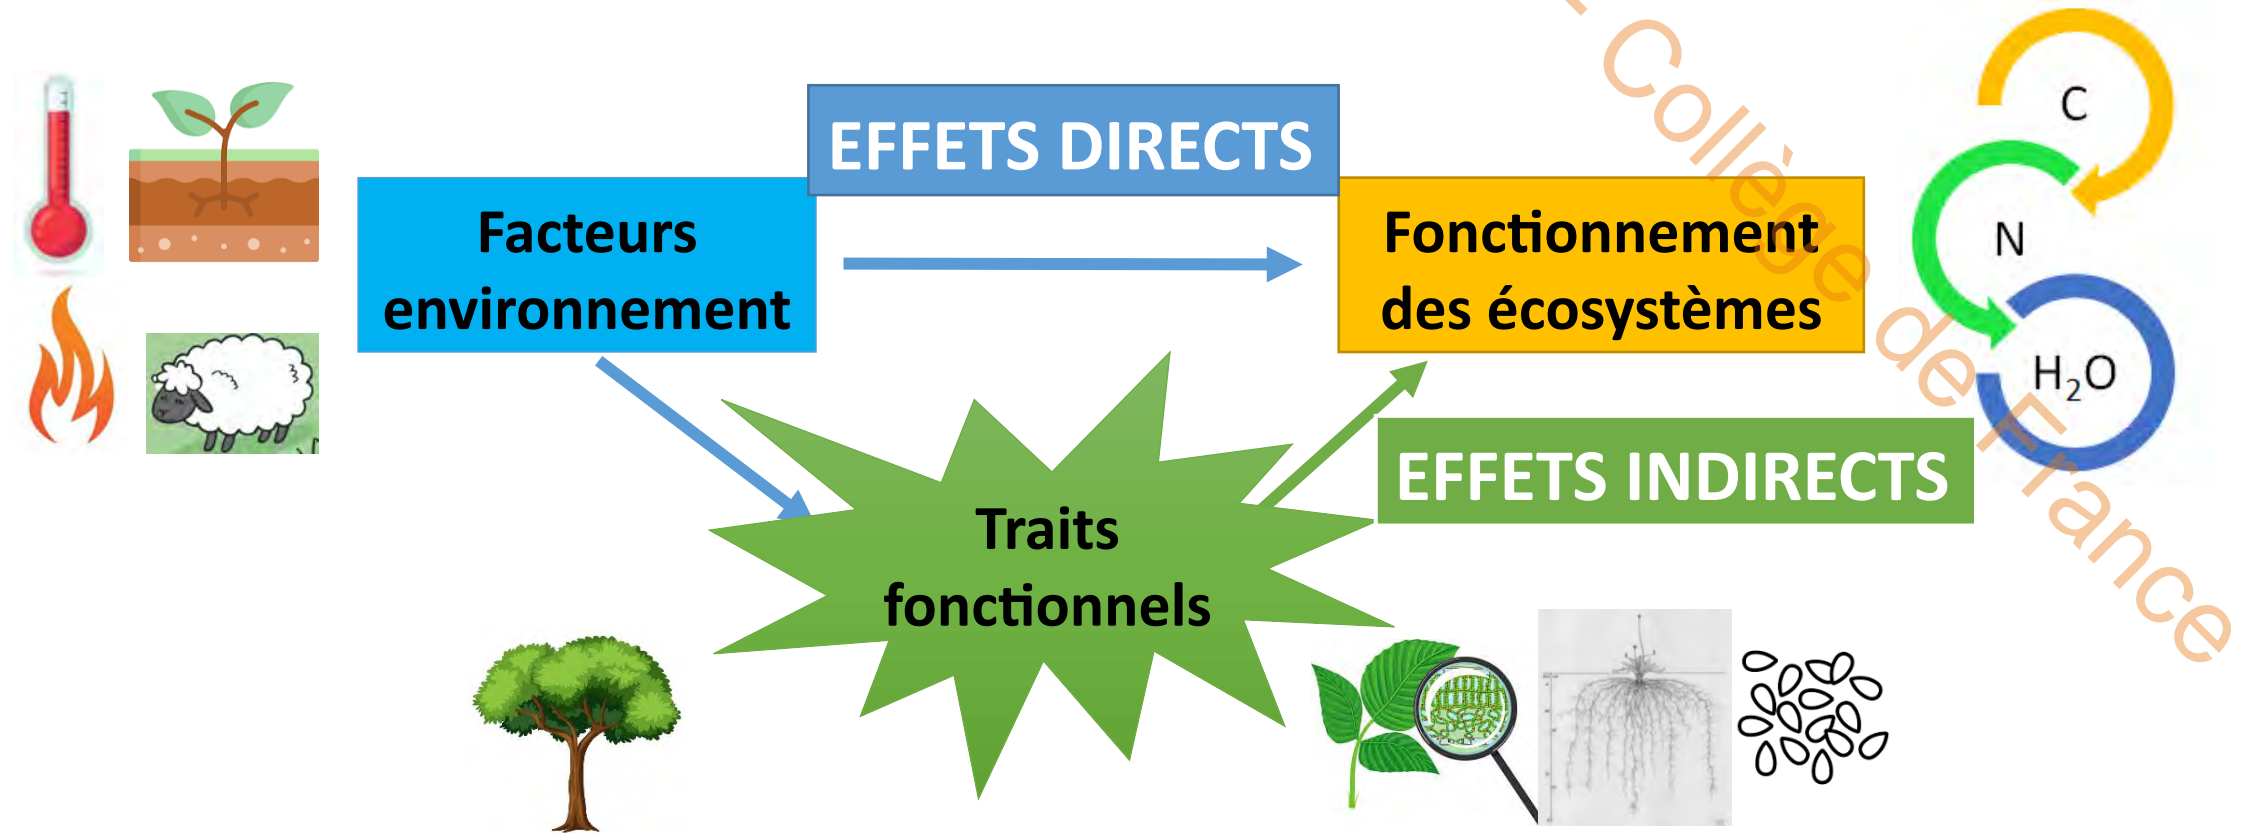 EFFETS DIRECTS
Facteurs
environnement
Fonctionnement
des écosystèmes
C
N
H₂O
EFFETS INDIRECTS
Traits
fonctionnels
Collège de France